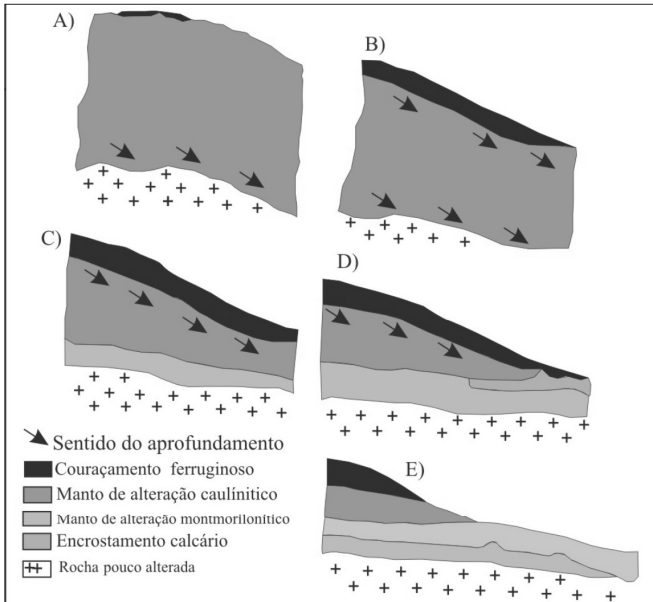 A)
B)
C)
D)
Sentido do aprofundamento
Couraçamento ferruginoso
Manto de alteração caulínitico
Manto de alteração montmorilonítico
Encrostamento calcário
Rocha pouco alterada
E)